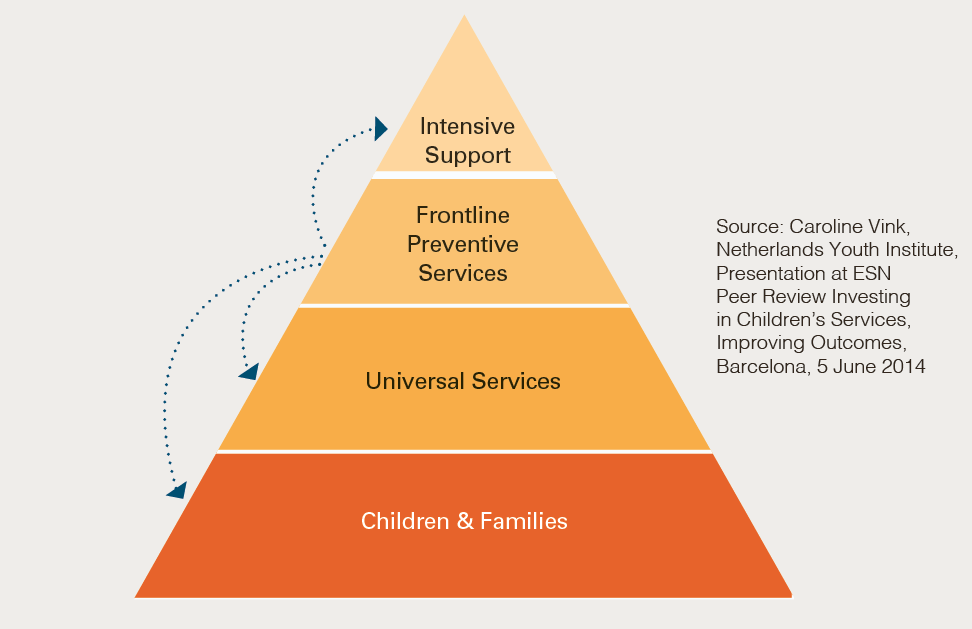 Intensive
Support
Frontline
Preventive
Services
Universal Services
Children & Families
Source: Caroline Vink,
Netherlands Youth Institute,
Presentation at ESN
Peer Review Investing
in Children’s Services,
Improving Outcomes,
Barcelona, 5 June 2014